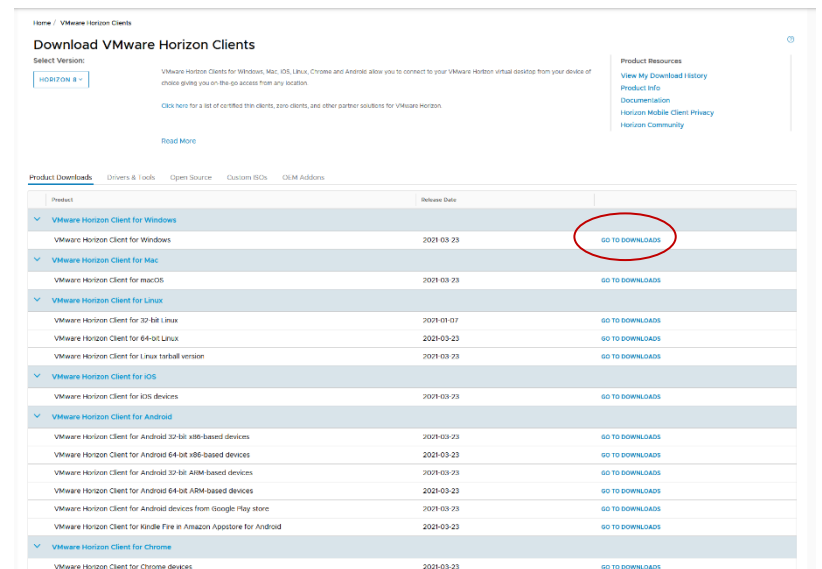 Home / VMware Horizon Clients
Download VMware Horizon Clients
Select Version:
HORIZON 8
VMware Horizon Clients for Windows, Mac, iOS, Linux, Chrome and Android allow you to connect to your VMware Horizon virtual desktop from your device of
choice giving you on-the-go access from any location.
Click here for a list of certified thin clients, zero clients, and other partner solutions for VMware Horizon.
Read More
Product Resources
View My Download History
Product Info
Documentation
Horizon Mobile Client Privacy
Horizon Community
Product Downloads Drivers & Tools Open Source Custom ISOs OEM Addons
Product Release Date
VMware Horizon Client for Windows
VMware Horizon Client for Windows 2021-03-23 GO TO DOWNLOADS
VMware Horizon Client for Mac
VMware Horizon Client for macOS 2021-03-23 GO TO DOWNLOADS
VMware Horizon Client for Linux
VMware Horizon Client for 32-bit Linux 2021-01-07 GO TO DOWNLOADS
VMware Horizon Client for 64-bit Linux 2021-03-23 GO TO DOWNLOADS
VMware Horizon Client for Linux tarball version 2021-03-23 GO TO DOWNLOADS
VMware Horizon Client for iOS
VMware Horizon Client for iOS devices 2021-03-23 GO TO DOWNLOADS
VMware Horizon Client for Android
VMware Horizon Client for Android 32-bit x86-based devices 2021-03-23 GO TO DOWNLOADS
VMware Horizon Client for Android 64-bit x86-based devices 2021-03-23 GO TO DOWNLOADS
VMware Horizon Client for Android 32-bit ARM-based devices 2021-03-23 GO TO DOWNLOADS
VMware Horizon Client for Android 64-bit ARM-based devices 2021-03-23 GO TO DOWNLOADS
VMware Horizon Client for Android devices from Google Play store 2021-03-23 GO TO DOWNLOADS
VMware Horizon Client for Kindle Fire in Amazon Appstore for Android 2021-03-23 GO TO DOWNLOADS
VMware Horizon Client for Chrome
VMware Horizon Client for Chrome devices 2021-03-23 GO TO DOWNLOADS